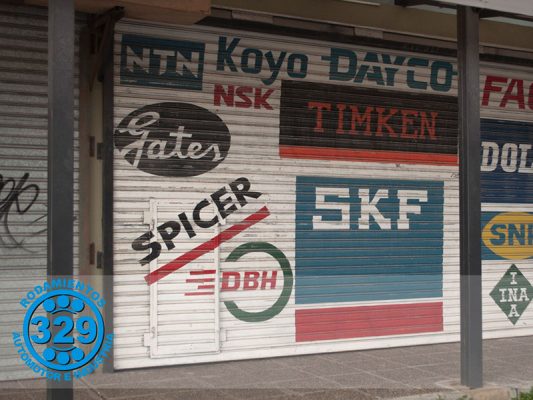 NTN
Koyo
DAYCO
NSK
TIMKEN
FAG
Gates
DOL
SPICER
SKF
SNR
DBH
INA
RODAMIENTOS
329